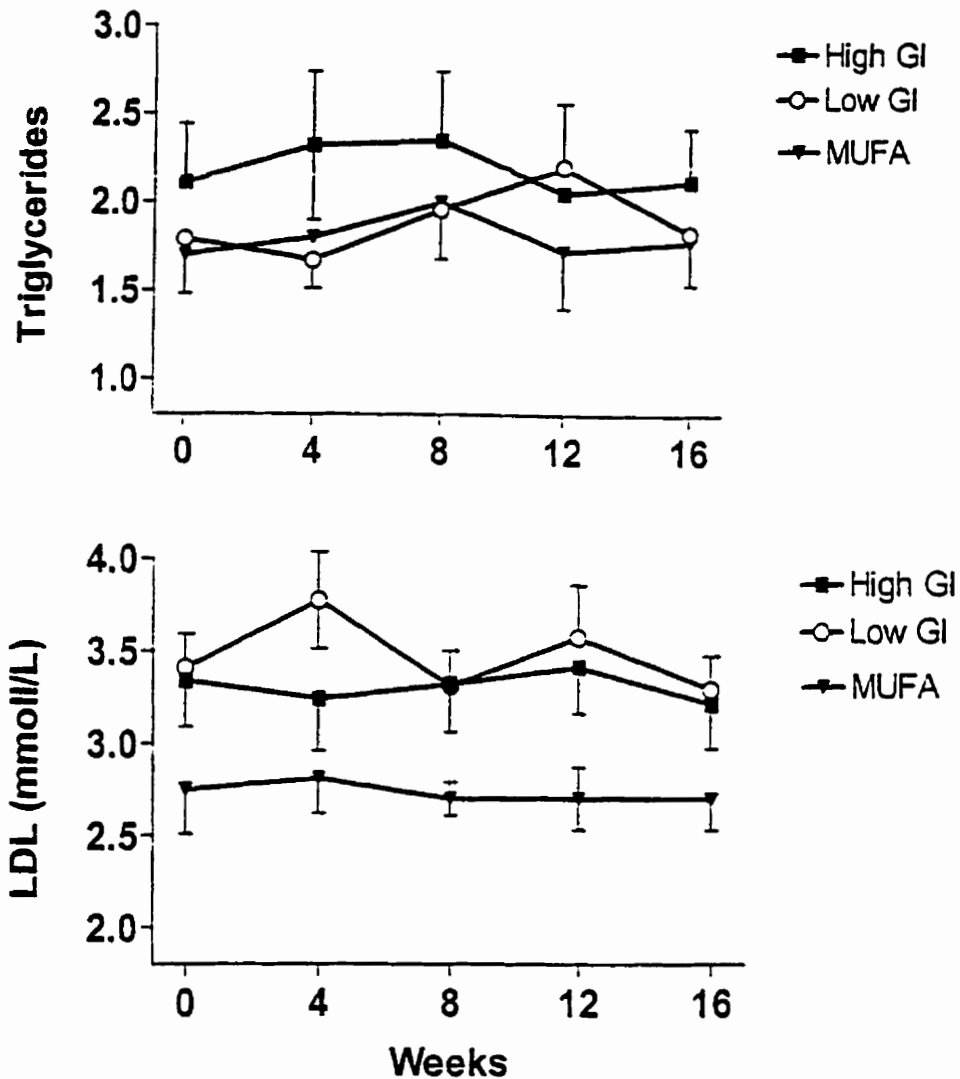 3.0
2.5
2.0
1.5
1.0
Triglycerides
0 4 8 12 16
High GI
Low GI
MUFA
4.0
3.5
3.0
2.5
2.0
LDL (mmoll/L)
0 4 8 12 16
Weeks
High GI
Low GI
MUFA